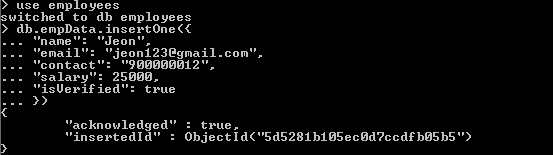 > use employees
switched to db employees
> db.empData.insertOne({
... "name": "Jeon",
... "email": "jeon123@gmail.com",
... "contact": "900000012",
... "salary": 25000,
... "isVerified": true
... })
{
        "acknowledged" : true,
        "insertedId" : ObjectId("5d5281b105ec0d7ccdfb05b5")
}